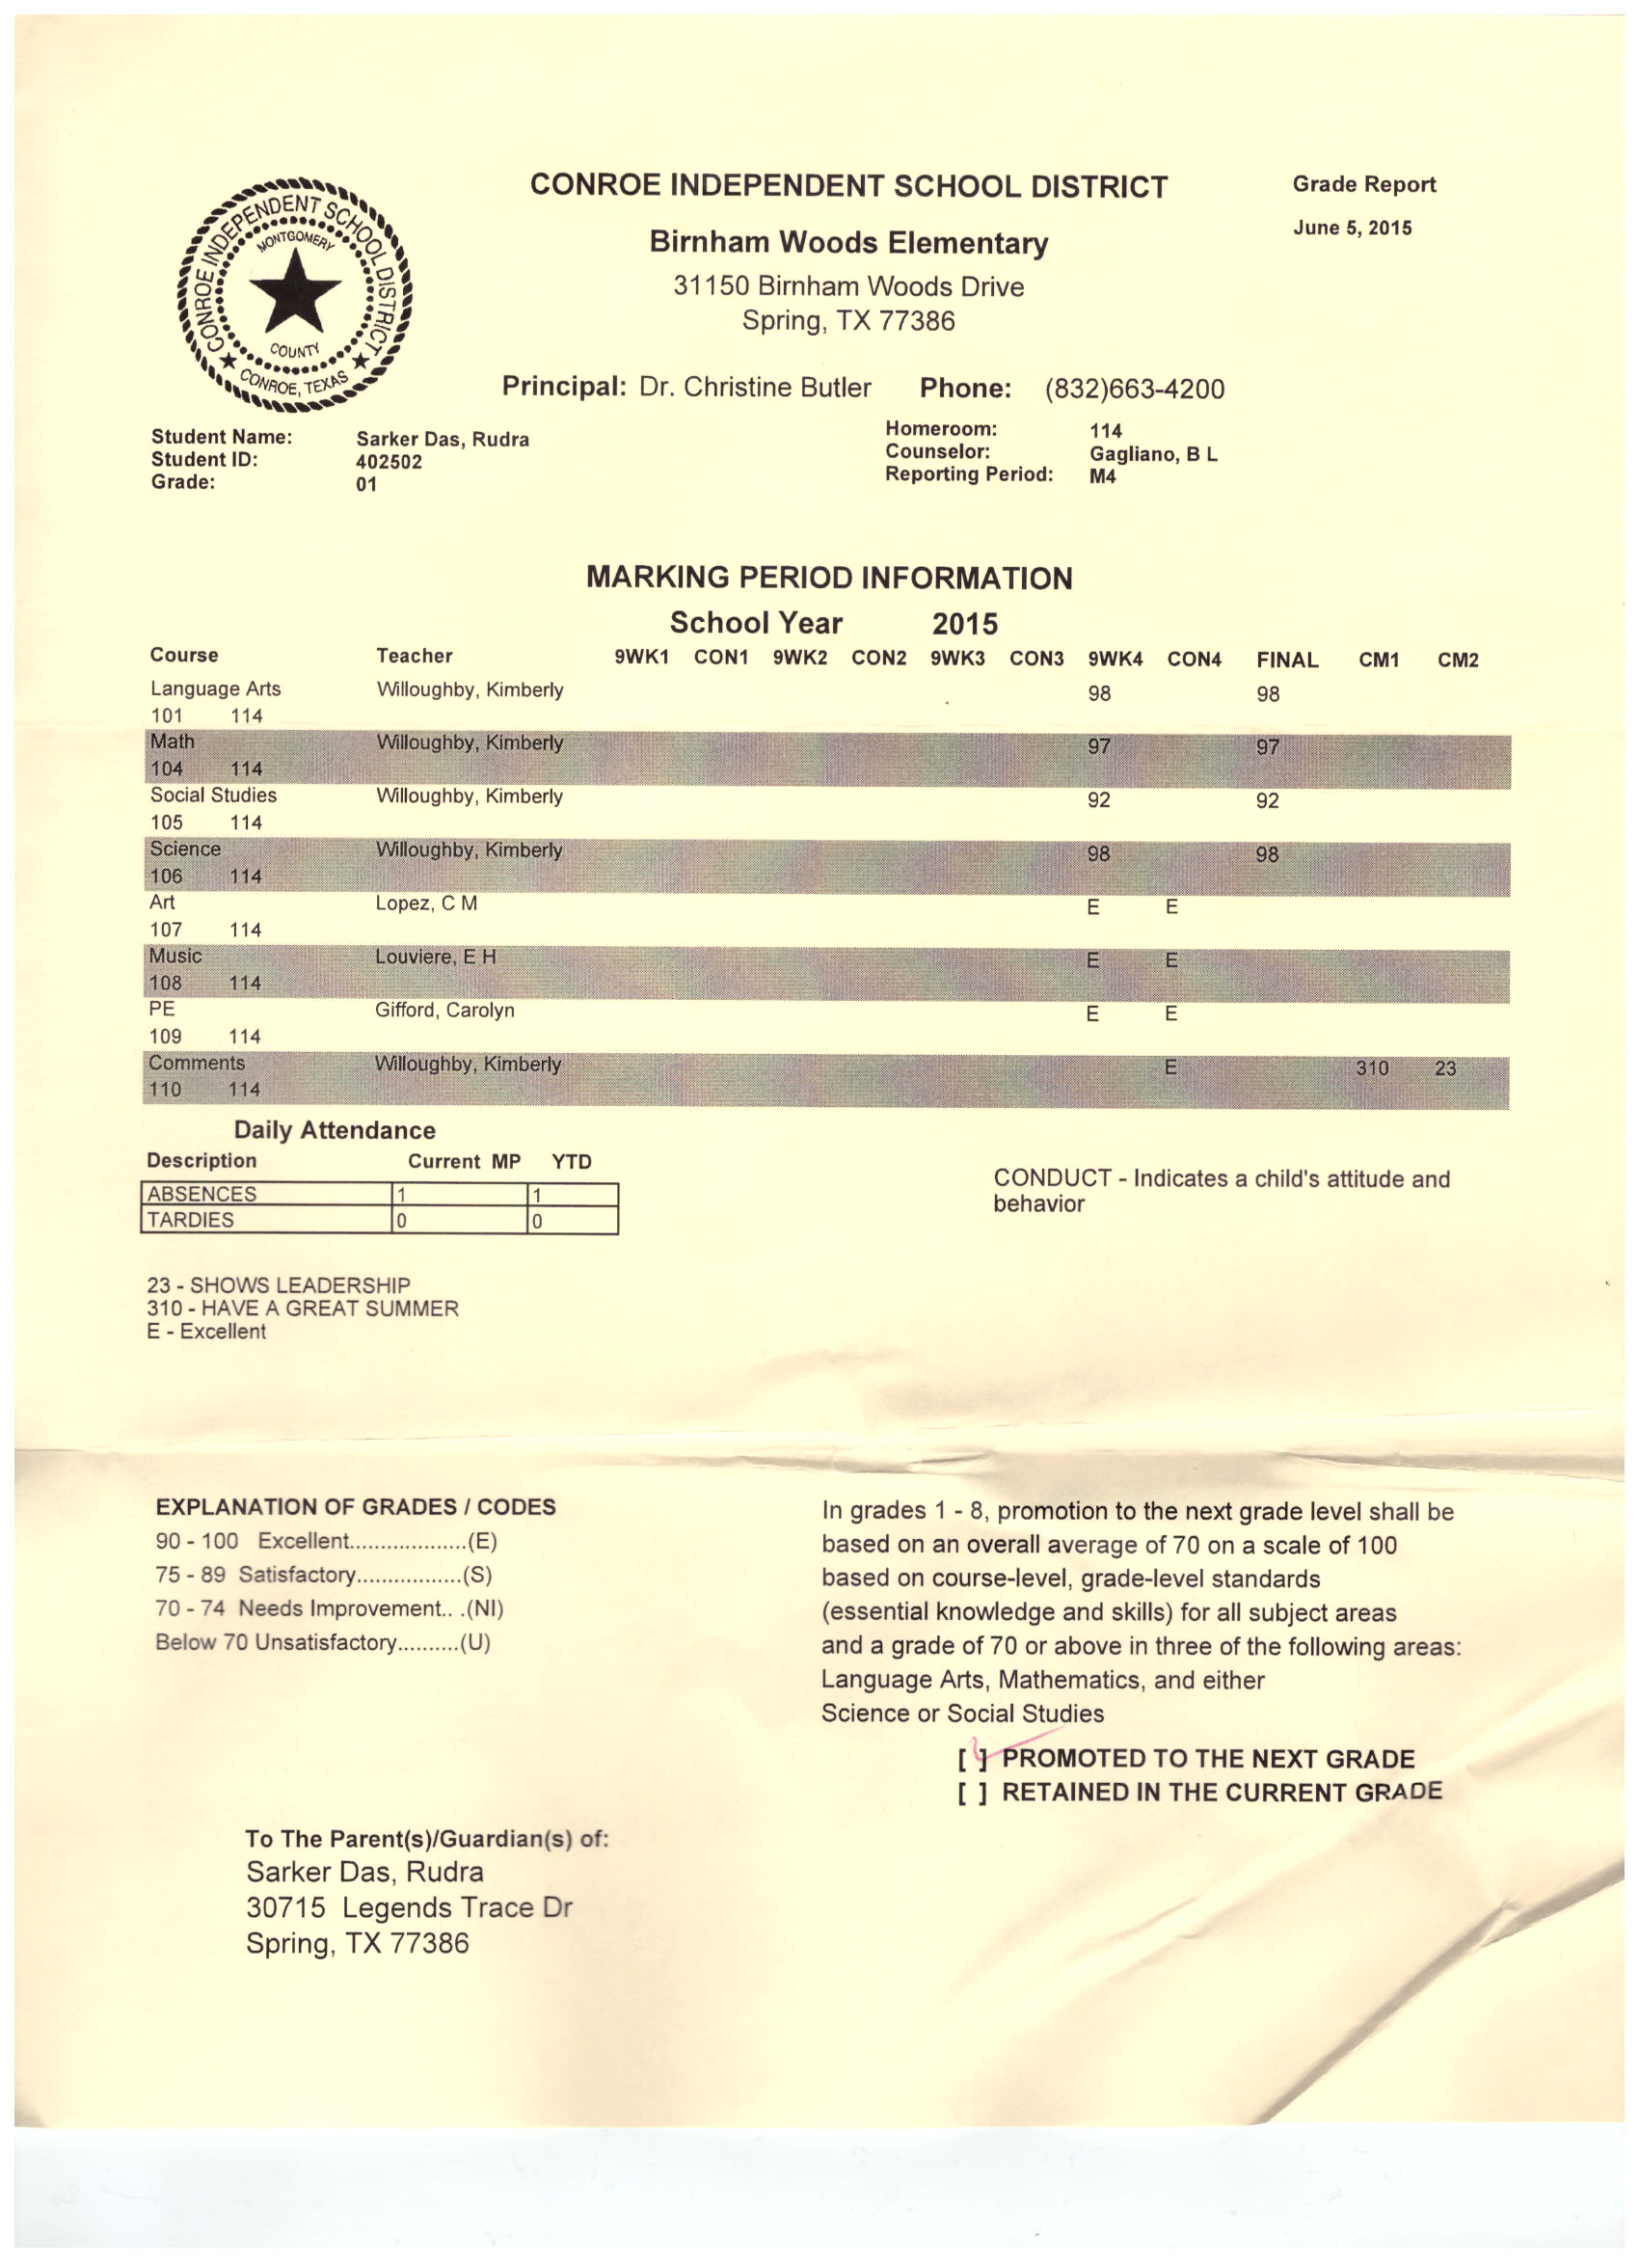 CONROE INDEPENDENT SCHOOL DISTRICT
MONTGOMERY
COUNTY
CONROE, TEXAS
CONROE INDEPENDENT SCHOOL DISTRICT
Birnham Woods Elementary
31150 Birnham Woods Drive
Spring, TX 77386
Grade Report
June 5, 2015
Principal: Dr. Christine Butler Phone: (832)663-4200
Student Name: Sarker Das, Rudra
Student ID: 402502
Grade: 01
Homeroom: 114
Counselor: Gagliano, B L
Reporting Period: M4
MARKING PERIOD INFORMATION
School Year 2015
Course Teacher 9WK1 CON1 9WK2 CON2 9WK3 CON3 9WK4 CON4 FINAL CM1 CM2
Language Arts Willoughby, Kimberly 98 98
101 114
Math Willoughby, Kimberly 97 97
104 114
Social Studies Willoughby, Kimberly 92 92
105 114
Science Willoughby, Kimberly 98 98
106 114
Art Lopez, C M E E
107 114
Music Louviere, E H E E
108 114
PE Gifford, Carolyn E E
109 114
Comments Willoughby, Kimberly E 310 23
110 114
Daily Attendance
Description Current MP YTD
ABSENCES 1 1
TARDIES 0 0
CONDUCT - Indicates a child's attitude and
behavior
23 - SHOWS LEADERSHIP
310 - HAVE A GREAT SUMMER
E - Excellent
EXPLANATION OF GRADES / CODES
90 - 100 Excellent...................(E)
75 - 89 Satisfactory.................(S)
70 - 74 Needs Improvement.. .(NI)
Below 70 Unsatisfactory..........(U)
In grades 1 - 8, promotion to the next grade level shall be
based on an overall average of 70 on a scale of 100
based on course-level, grade-level standards
(essential knowledge and skills) for all subject areas
and a grade of 70 or above in three of the following areas:
Language Arts, Mathematics, and either
Science or Social Studies
[ ✓ ] PROMOTED TO THE NEXT GRADE
[ ] RETAINED IN THE CURRENT GRADE
To The Parent(s)/Guardian(s) of:
Sarker Das, Rudra
30715 Legends Trace Dr
Spring, TX 77386